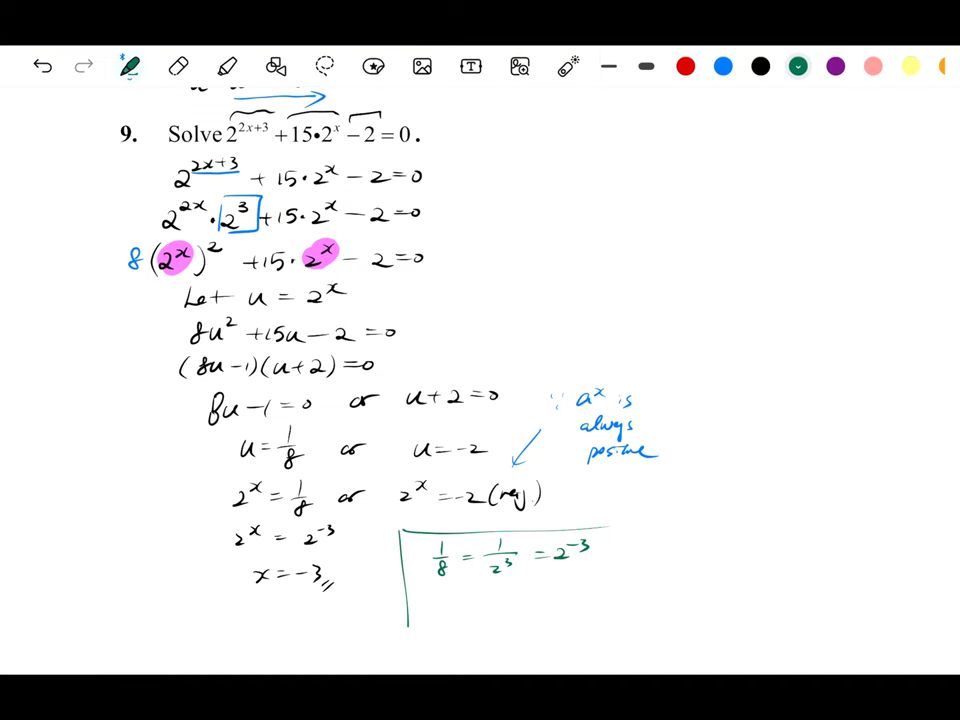 9. Solve 2^{2x+3} + 15•2^x − 2 = 0.
2^{2x+3} + 15·2^x − 2 = 0
2^{2x} · 2^3 + 15·2^x − 2 = 0
8(2^x)^2 + 15·2^x − 2 = 0
Let u = 2^x
8u^2 + 15u − 2 = 0
(8u − 1)(u + 2) = 0
8u − 1 = 0 or u + 2 = 0
∵ a^x is
always
positive
u = 1/8 or u = −2
2^x = 1/8 or 2^x = −2 (rej.)
2^x = 2^{−3}
x = −3
1/8 = 1/2^3 = 2^{−3}